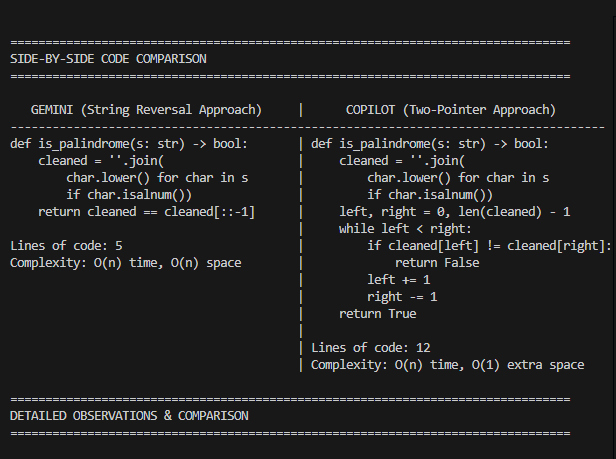 ================================================================================
SIDE-BY-SIDE CODE COMPARISON
================================================================================
   GEMINI (String Reversal Approach)     |      COPILOT (Two-Pointer Approach)
-------------------------------------------------------------------------------------
def is_palindrome(s: str) -> bool:       | def is_palindrome(s: str) -> bool:
    cleaned = ''.join(                   |     cleaned = ''.join(
        char.lower() for char in s       |         char.lower() for char in s
        if char.isalnum())               |         if char.isalnum())
    return cleaned == cleaned[::-1]      |     left, right = 0, len(cleaned) - 1
                                         |     while left < right:
Lines of code: 5                         |         if cleaned[left] != cleaned[right]:
Complexity: O(n) time, O(n) space        |             return False
                                         |         left += 1
                                         |         right -= 1
                                         |     return True
                                         |
                                         | Lines of code: 12
                                         | Complexity: O(n) time, O(1) extra space
================================================================================
DETAILED OBSERVATIONS & COMPARISON
================================================================================